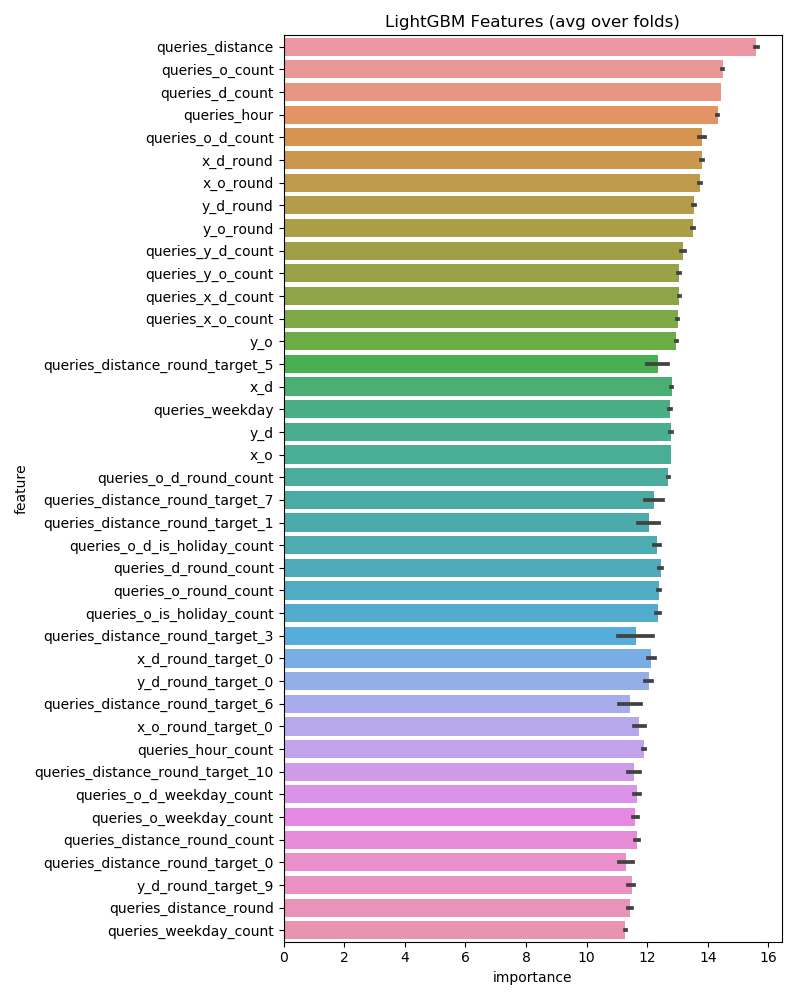 LightGBM Features (avg over folds)
queries_distance
queries_o_count
queries_d_count
queries_hour
queries_o_d_count
x_d_round
x_o_round
y_d_round
y_o_round
queries_y_d_count
queries_y_o_count
queries_x_d_count
queries_x_o_count
y_o
queries_distance_round_target_5
x_d
queries_weekday
y_d
x_o
queries_o_d_round_count
queries_distance_round_target_7
queries_distance_round_target_1
queries_o_d_is_holiday_count
queries_d_round_count
queries_o_round_count
queries_o_is_holiday_count
queries_distance_round_target_3
x_d_round_target_0
y_d_round_target_0
queries_distance_round_target_6
x_o_round_target_0
queries_hour_count
queries_distance_round_target_10
queries_o_d_weekday_count
queries_o_weekday_count
queries_distance_round_count
queries_distance_round_target_0
y_d_round_target_9
queries_distance_round
queries_weekday_count
feature
0 2 4 6 8 10 12 14 16
importance